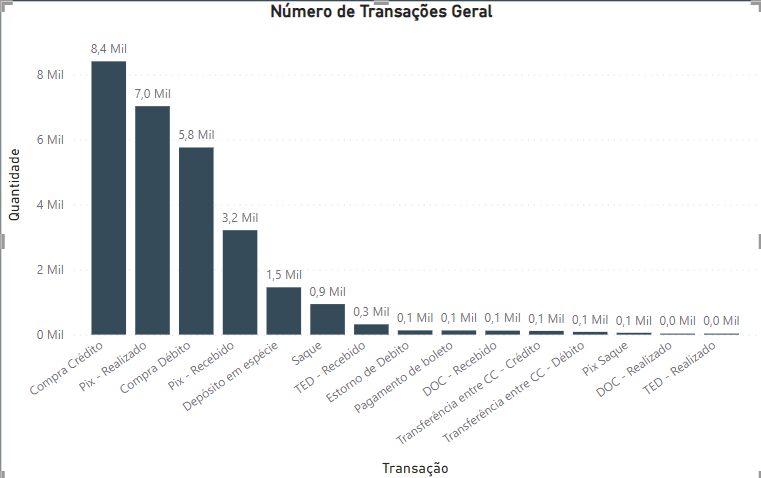 Número de Transações Geral
8,4 Mil
7,0 Mil
5,8 Mil
3,2 Mil
1,5 Mil
0,9 Mil
0,3 Mil
0,1 Mil
0,1 Mil
0,1 Mil
0,1 Mil
0,1 Mil
0,1 Mil
0,0 Mil
0,0 Mil
Quantidade
8 Mil
6 Mil
4 Mil
2 Mil
0 Mil
Compra Crédito
Pix - Realizado
Compra Débito
Pix - Recebido
Depósito em espécie
Saque
TED - Recebido
Estorno de Debito
Pagamento de boleto
DOC - Recebido
Transferência entre CC - Crédito
Transferência entre CC - Débito
Pix Saque
DOC - Realizado
TED - Realizado
Transação